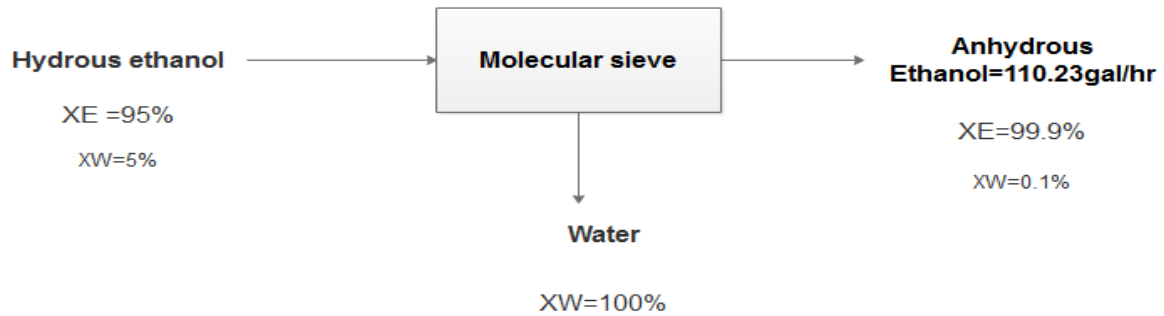 Hydrous ethanol
XE =95%
XW=5%
Molecular sieve
Anhydrous
Ethanol=110.23gal/hr
XE=99.9%
XW=0.1%
Water
XW=100%